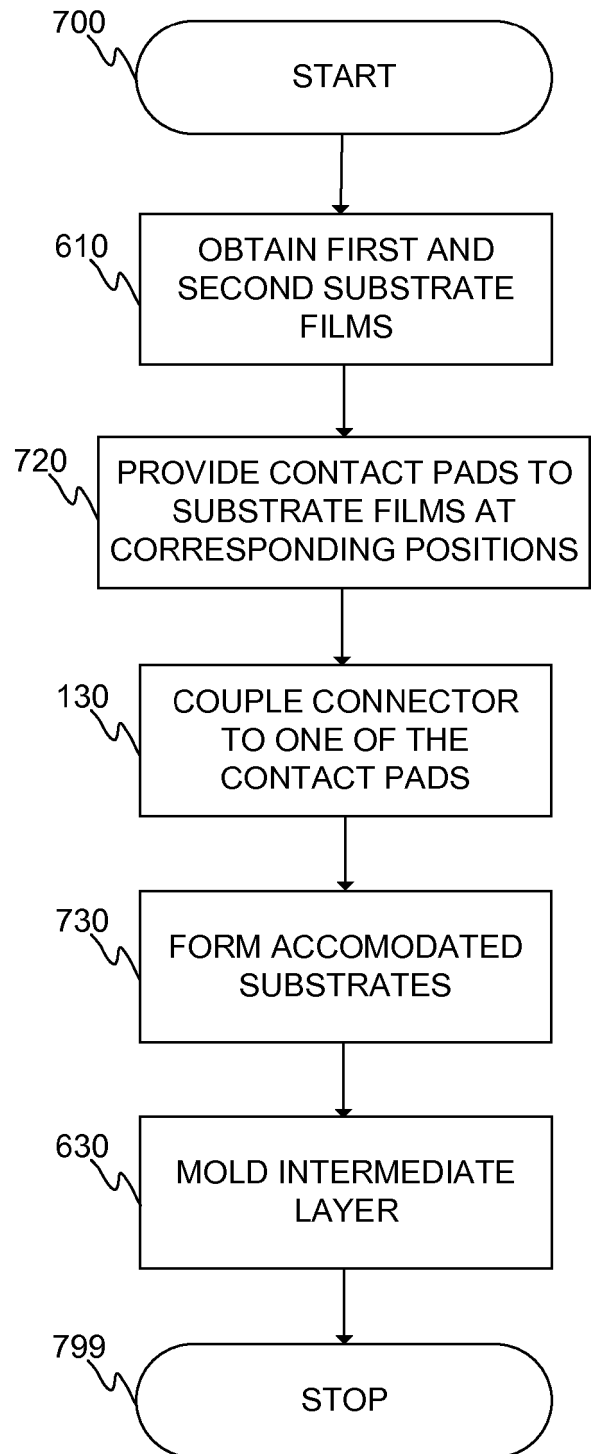 700
START
610
OBTAIN FIRST AND
SECOND SUBSTRATE
FILMS
720
PROVIDE CONTACT PADS TO
SUBSTRATE FILMS AT
CORRESPONDING POSITIONS
130
COUPLE CONNECTOR
TO ONE OF THE
CONTACT PADS
730
FORM ACCOMODATED
SUBSTRATES
630
MOLD INTERMEDIATE
LAYER
799
STOP